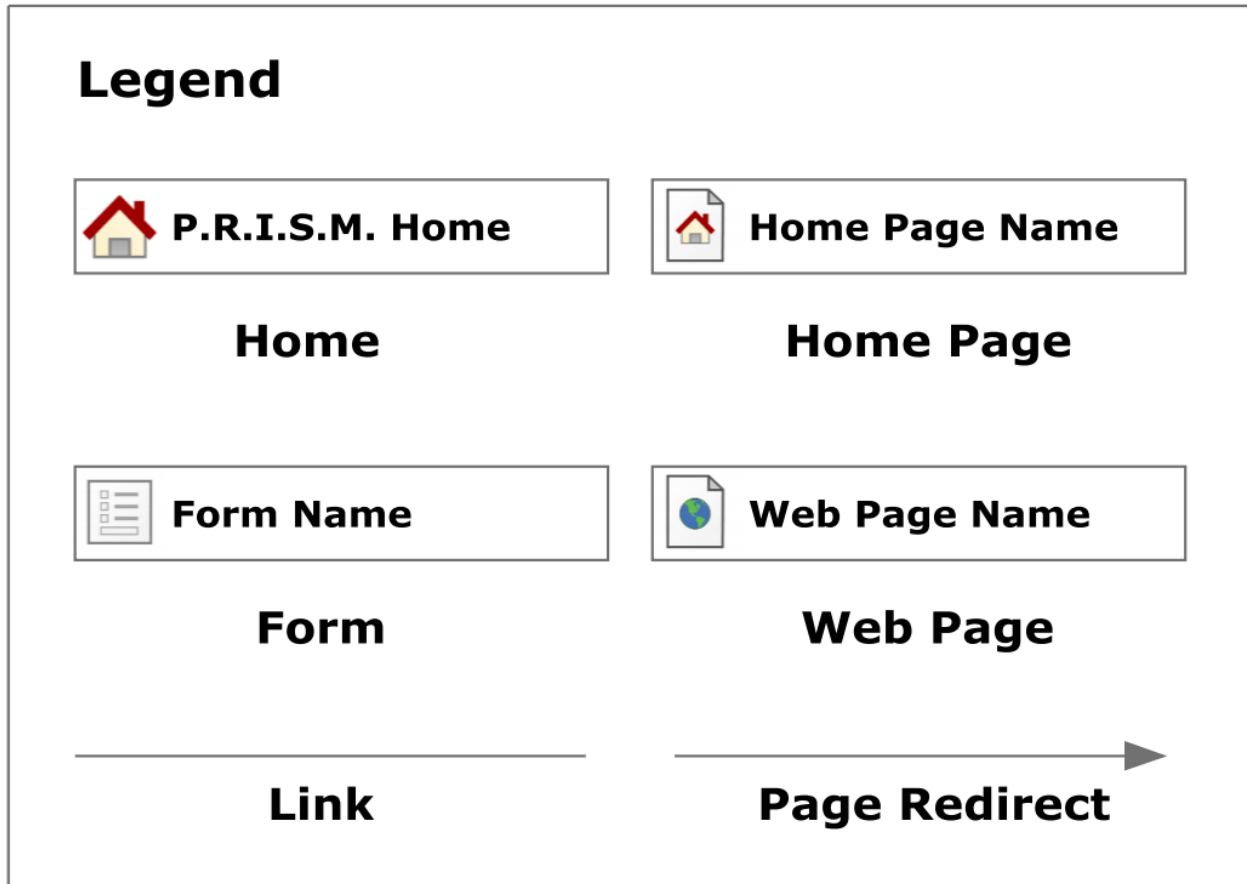 Legend
P.R.I.S.M. Home
Home Page Name
Home
Home Page
Form Name
Web Page Name
Form
Web Page
Link
Page Redirect